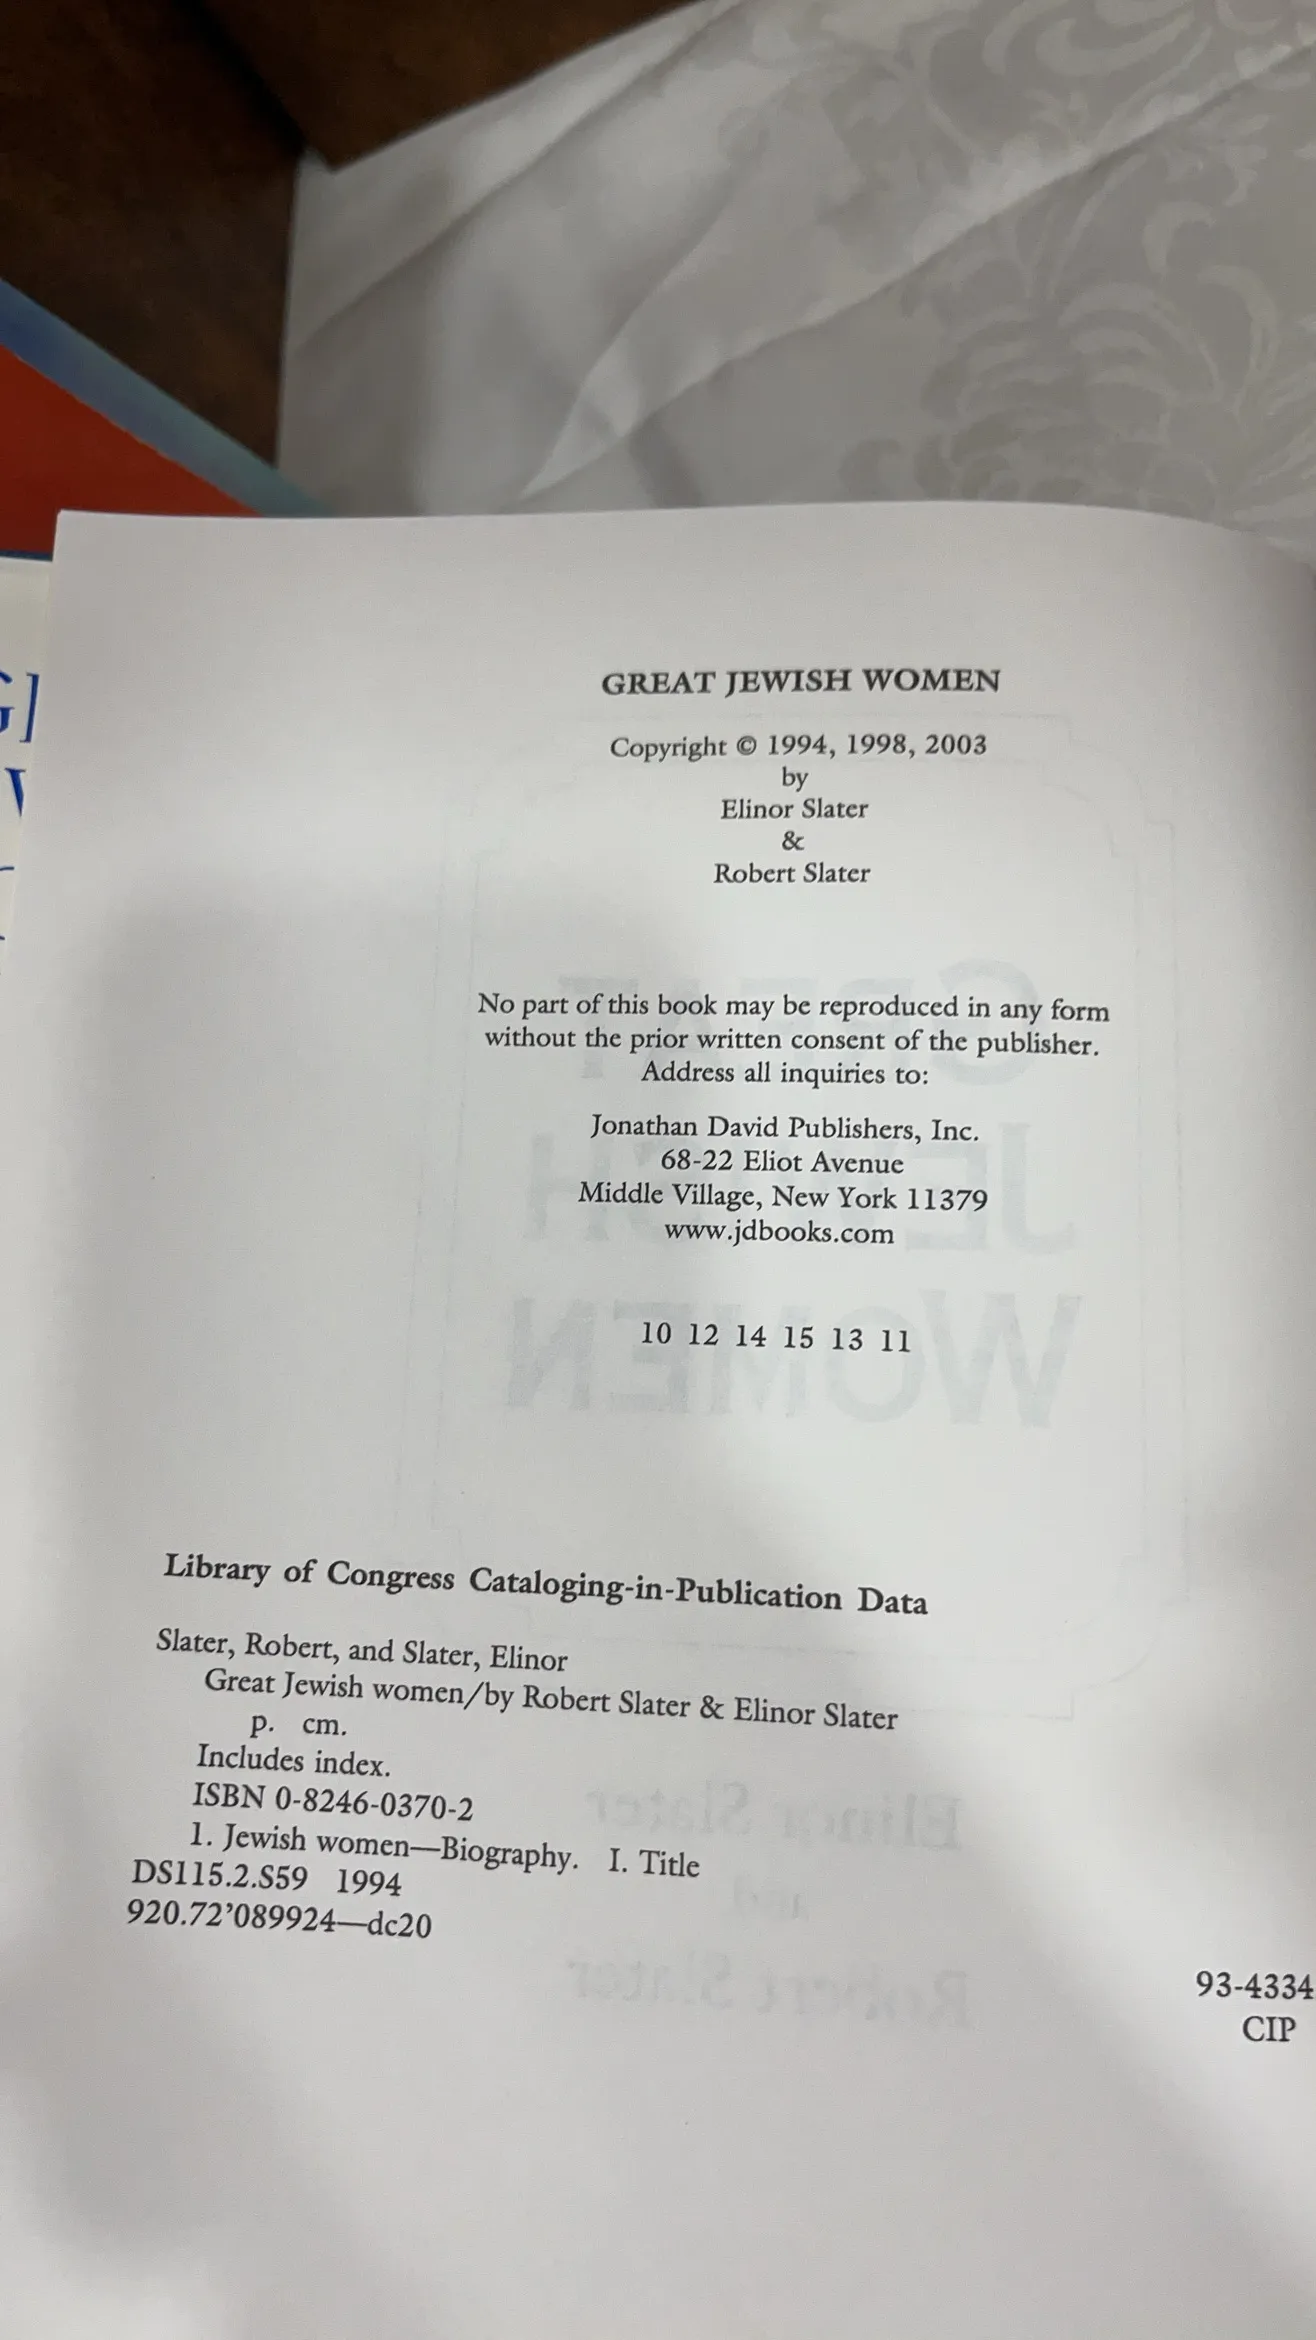 GREAT JEWISH WOMEN
Copyright © 1994, 1998, 2003
by
Elinor Slater
&
Robert Slater
No part of this book may be reproduced in any form
without the prior written consent of the publisher.
Address all inquiries to:
Jonathan David Publishers, Inc.
68-22 Eliot Avenue
Middle Village, New York 11379
www.jdbooks.com
10 12 14 15 13 11
Library of Congress Cataloging-in-Publication Data
Slater, Robert, and Slater, Elinor
Great Jewish women/by Robert Slater & Elinor Slater
p. cm.
Includes index.
ISBN 0-8246-0370-2
1. Jewish women—Biography. I. Title
DS115.2.S59 1994
920.72’089924—dc20
93-4334
CIP